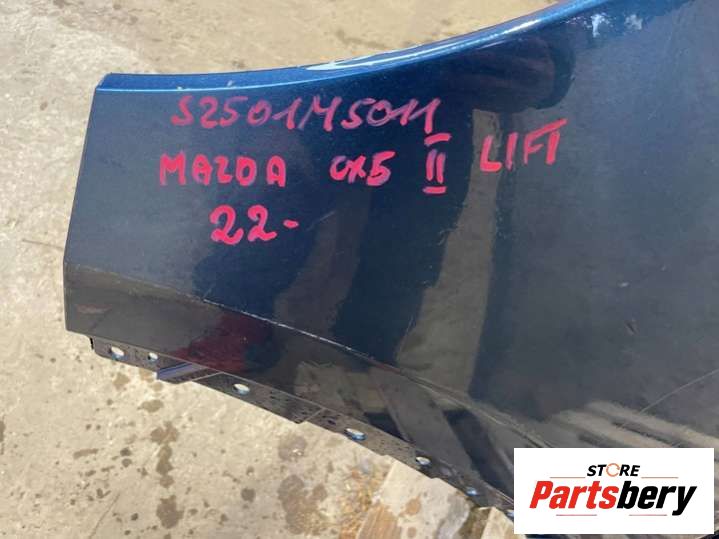 S2501M5011
MAZDA CX5 II LIFT
22-
STORE
Partsbery